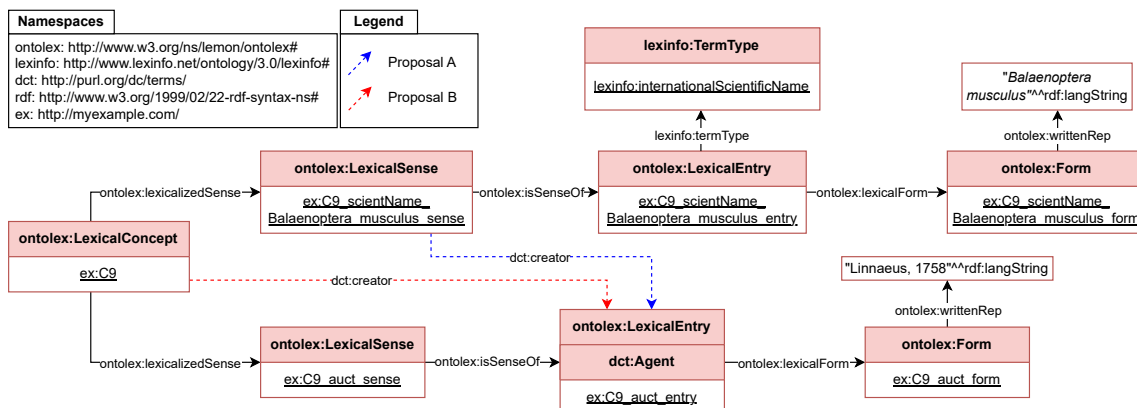 Namespaces
ontolex: http://www.w3.org/ns/lemon/ontolex#
lexinfo: http://www.lexinfo.net/ontology/3.0/lexinfo#
dct: http://purl.org/dc/terms/
rdf: http://www.w3.org/1999/02/22-rdf-syntax-ns#
ex: http://myexample.com/
Legend
Proposal A
Proposal B
lexinfo:TermType
lexinfo:internationalScientificName
"Balaenoptera
musculus"^^rdf:langString
lexinfo:termType
ontolex:writtenRep
ontolex:LexicalSense
ex:C9_scientName_
Balaenoptera_musculus_sense
ontolex:lexicalizedSense
ontolex:isSenseOf
ontolex:LexicalEntry
ex:C9_scientName_
Balaenoptera_musculus_entry
ontolex:lexicalForm
ontolex:Form
ex:C9_scientName_
Balaenoptera_musculus_form
ontolex:LexicalConcept
ex:C9
dct:creator
dct:creator
"Linnaeus, 1758"^^rdf:langString
ontolex:writtenRep
ontolex:lexicalizedSense
ontolex:LexicalSense
ex:C9_auct_sense
ontolex:isSenseOf
ontolex:LexicalEntry
dct:Agent
ex:C9_auct_entry
ontolex:lexicalForm
ontolex:Form
ex:C9_auct_form